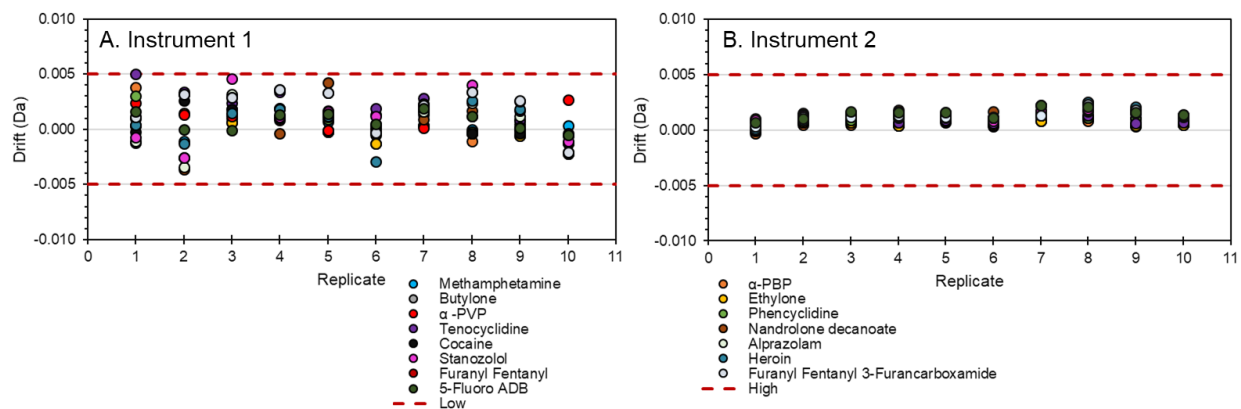 A. Instrument 1
0.010
0.005
0.000
-0.005
-0.010
Drift (Da)
0 1 2 3 4 5 6 7 8 9 10 11
Replicate
B. Instrument 2
0.010
0.005
0.000
-0.005
-0.010
Drift (Da)
0 1 2 3 4 5 6 7 8 9 10 11
Replicate
Methamphetamine
Butylone
α -PVP
Tenocyclidine
Cocaine
Stanozolol
Furanyl Fentanyl
5-Fluoro ADB
Low
α-PBP
Ethylone
Phencyclidine
Nandrolone decanoate
Alprazolam
Heroin
Furanyl Fentanyl 3-Furancarboxamide
High